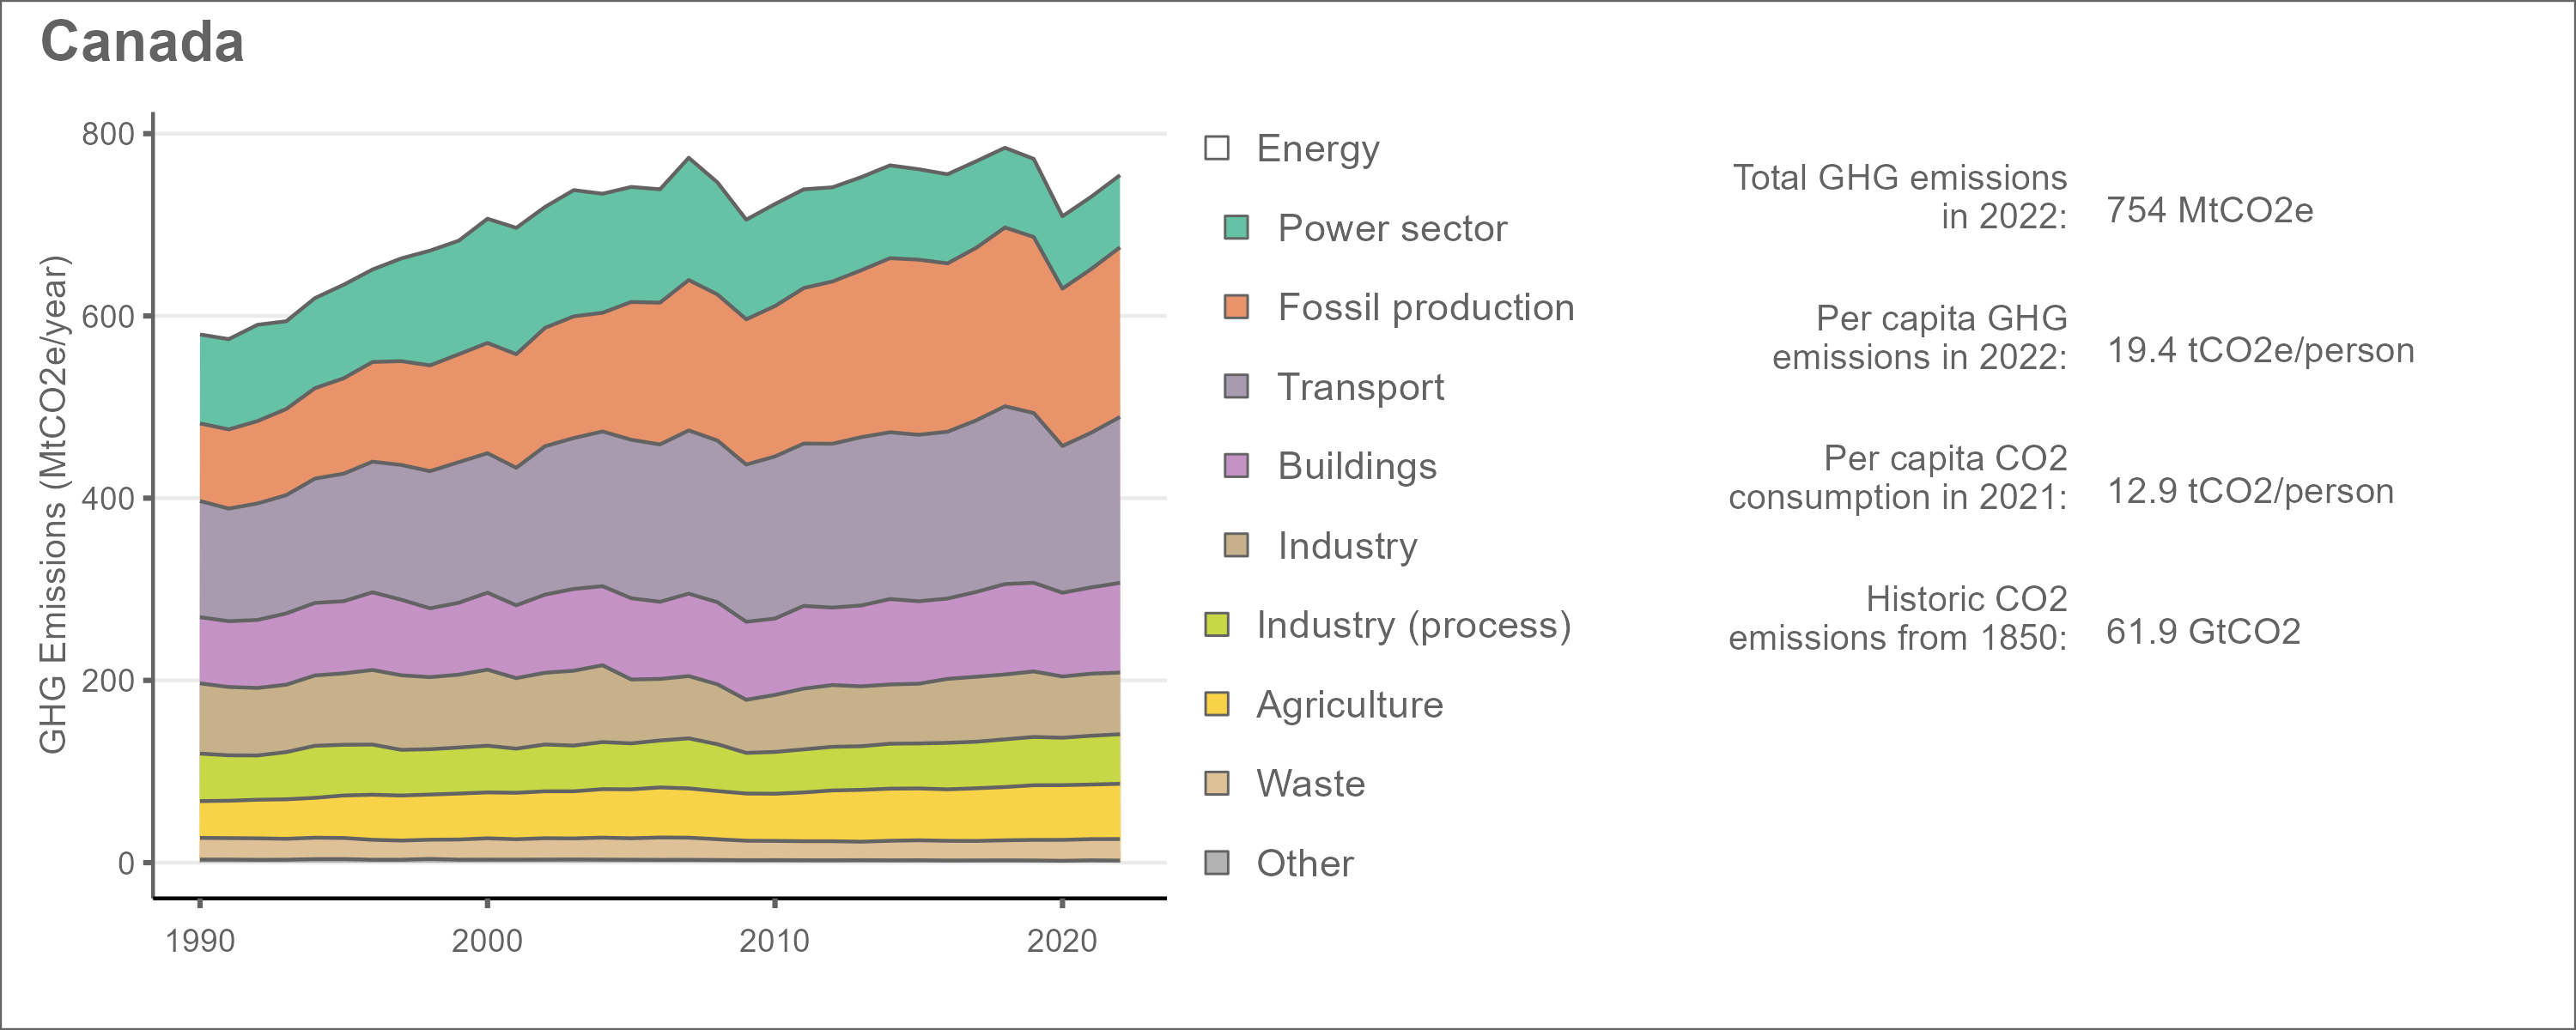 Canada
GHG Emissions (MtCO2e/year)
800
600
400
200
0
1990
2000
2010
2020
Energy
Power sector
Fossil production
Transport
Buildings
Industry
Industry (process)
Agriculture
Waste
Other
Total GHG emissions
in 2022:
754 MtCO2e
Per capita GHG
emissions in 2022:
19.4 tCO2e/person
Per capita CO2
consumption in 2021:
12.9 tCO2/person
Historic CO2
emissions from 1850:
61.9 GtCO2